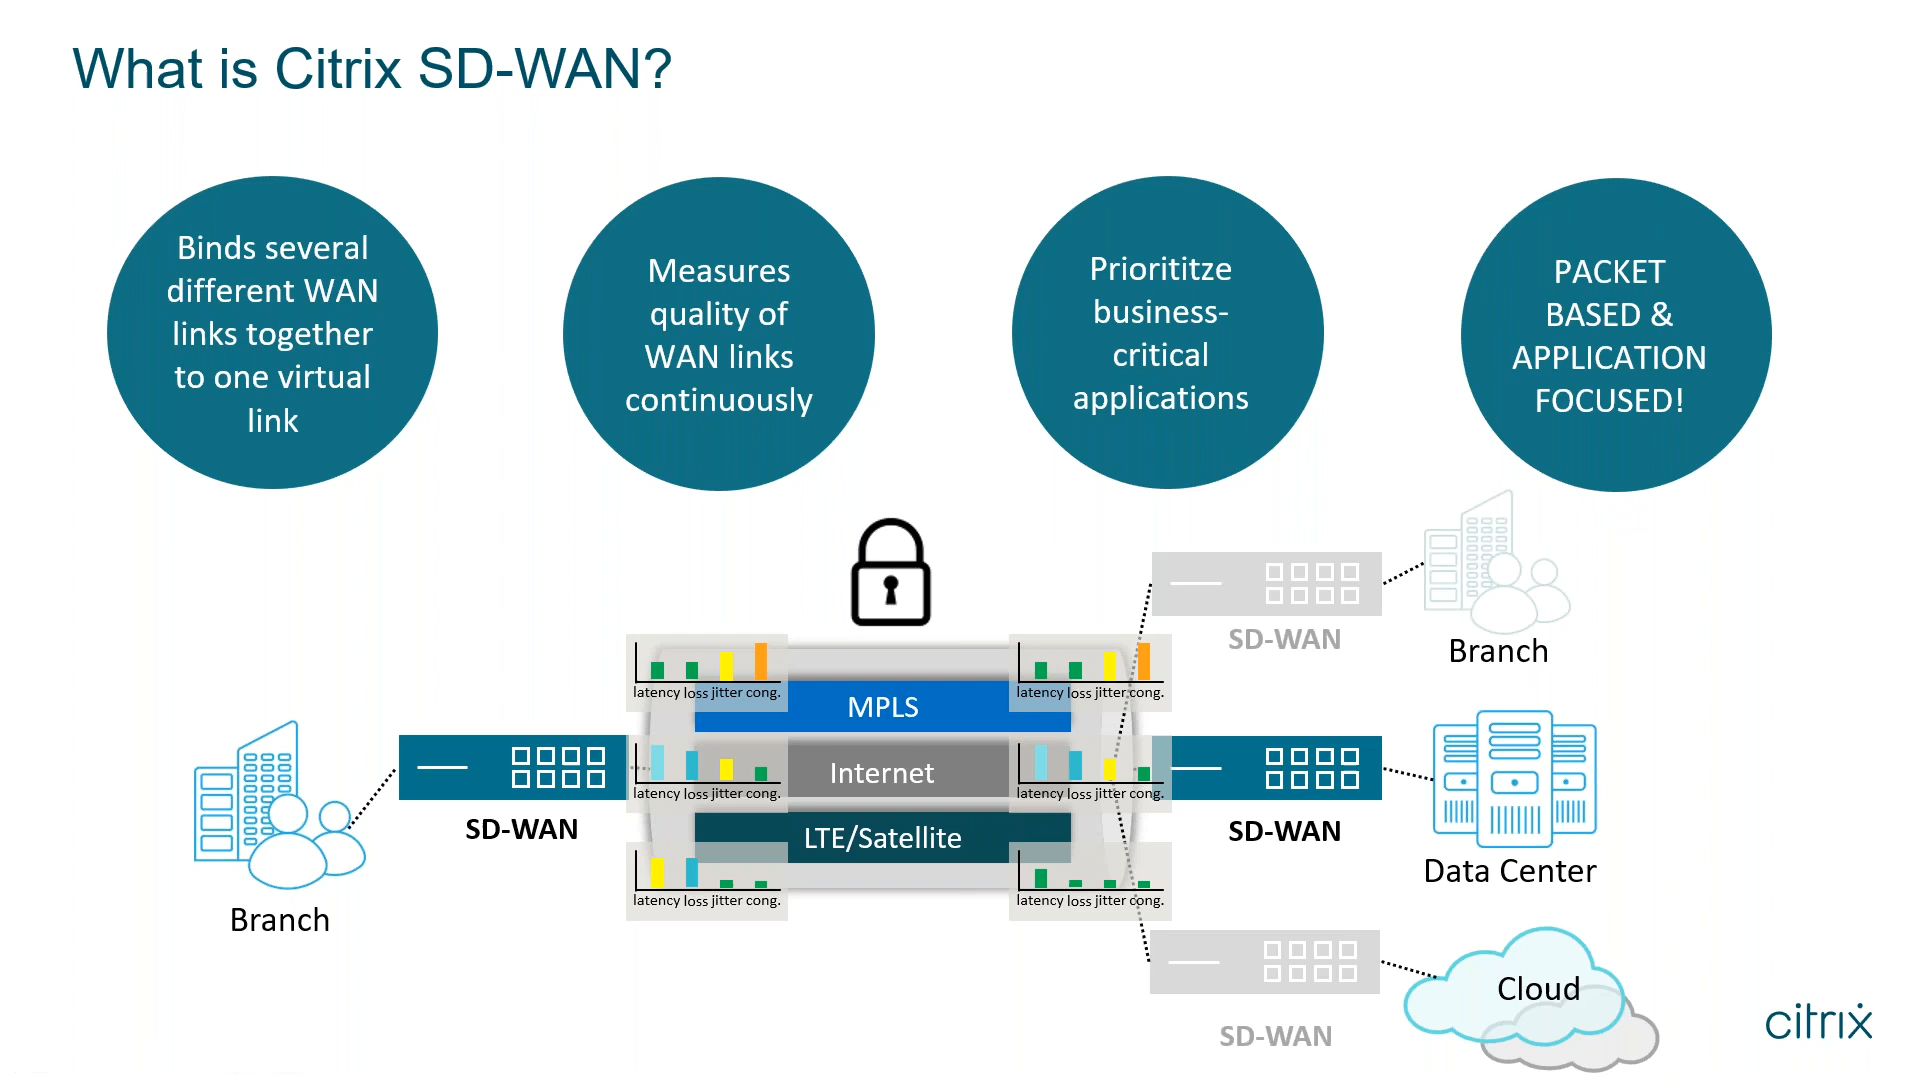 What is Citrix SD-WAN?
Binds several
different WAN
links together
to one virtual
link
Measures
quality of
WAN links
continuously
Priorititze
business-
critical
applications
PACKET
BASED &
APPLICATION
FOCUSED!
SD-WAN
Branch
latency loss jitter cong.
latency loss jitter cong.
MPLS
latency loss jitter cong.
latency loss jitter cong.
Internet
SD-WAN
SD-WAN
LTE/Satellite
latency loss jitter cong.
latency loss jitter cong.
Data Center
Branch
Cloud
SD-WAN
citrix